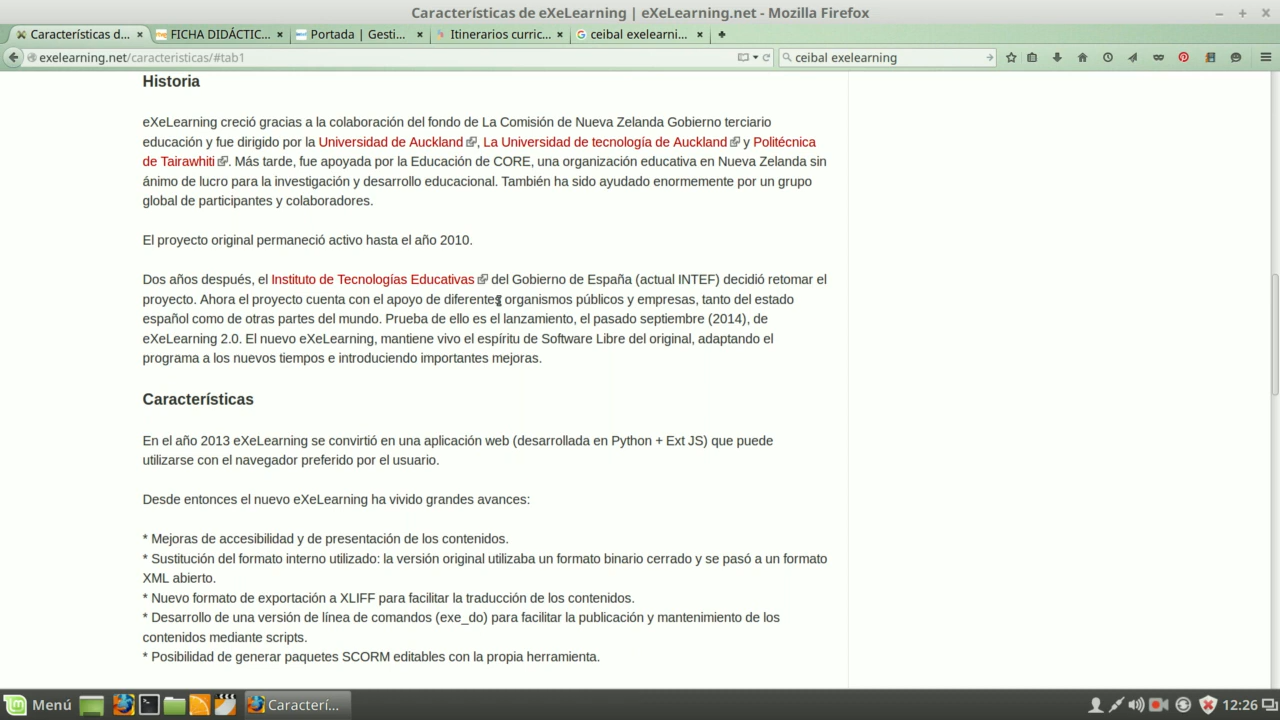 Características de eXeLearning | eXeLearning.net - Mozilla Firefox
Características d...
FICHA DIDÁCTIC...
Portada | Gesti...
Itinerarios curric...
ceibal exelearni...
exelearning.net/caracteristicas/#tab1
ceibal exelearning
Historia
eXeLearning creció gracias a la colaboración del fondo de La Comisión de Nueva Zelanda Gobierno terciario
educación y fue dirigido por la Universidad de Auckland, La Universidad de tecnología de Auckland y Politécnica
de Tairawhiti. Más tarde, fue apoyada por la Educación de CORE, una organización educativa en Nueva Zelanda sin
ánimo de lucro para la investigación y desarrollo educacional. También ha sido ayudado enormemente por un grupo
global de participantes y colaboradores.
El proyecto original permaneció activo hasta el año 2010.
Dos años después, el Instituto de Tecnologías Educativas del Gobierno de España (actual INTEF) decidió retomar el
proyecto. Ahora el proyecto cuenta con el apoyo de diferentes organismos públicos y empresas, tanto del estado
español como de otras partes del mundo. Prueba de ello es el lanzamiento, el pasado septiembre (2014), de
eXeLearning 2.0. El nuevo eXeLearning, mantiene vivo el espíritu de Software Libre del original, adaptando el
programa a los nuevos tiempos e introduciendo importantes mejoras.
Características
En el año 2013 eXeLearning se convirtió en una aplicación web (desarrollada en Python + Ext JS) que puede
utilizarse con el navegador preferido por el usuario.
Desde entonces el nuevo eXeLearning ha vivido grandes avances:
* Mejoras de accesibilidad y de presentación de los contenidos.
* Sustitución del formato interno utilizado: la versión original utilizaba un formato binario cerrado y se pasó a un formato
XML abierto.
* Nuevo formato de exportación a XLIFF para facilitar la traducción de los contenidos.
* Desarrollo de una versión de línea de comandos (exe_do) para facilitar la publicación y mantenimiento de los
contenidos mediante scripts.
* Posibilidad de generar paquetes SCORM editables con la propia herramienta.
Menú
Caracterí...
12:26